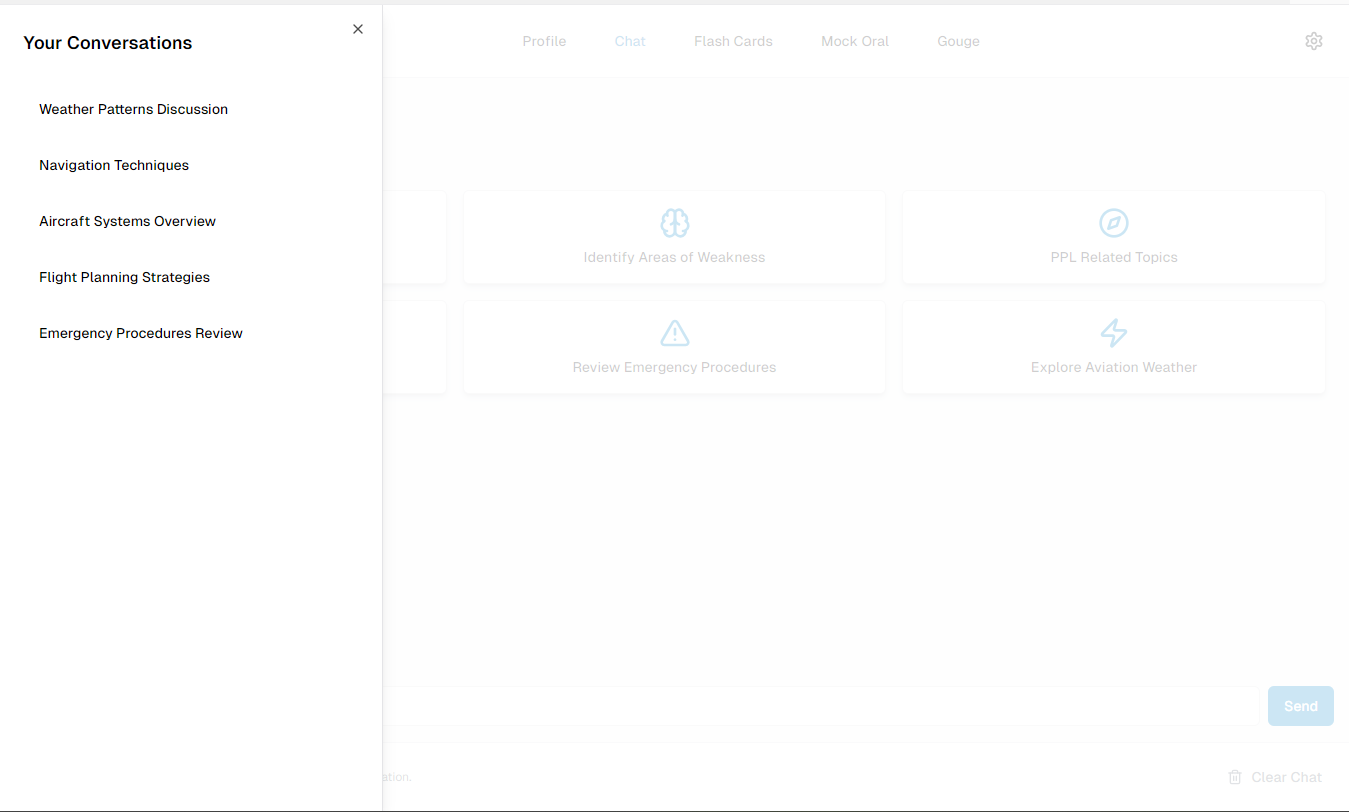 Your Conversations
Weather Patterns Discussion
Navigation Techniques
Aircraft Systems Overview
Flight Planning Strategies
Emergency Procedures Review
Profile
Chat
Flash Cards
Mock Oral
Gouge
Identify Areas of Weakness
PPL Related Topics
Review Emergency Procedures
Explore Aviation Weather
Send
ation.
Clear Chat